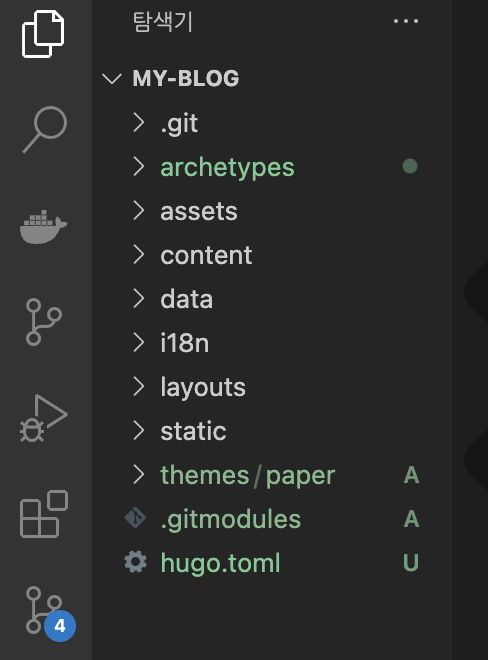 탐색기 ...
MY-BLOG
.git
archetypes
assets
content
data
i18n
layouts
static
themes/paper A
.gitmodules A
hugo.toml U
4